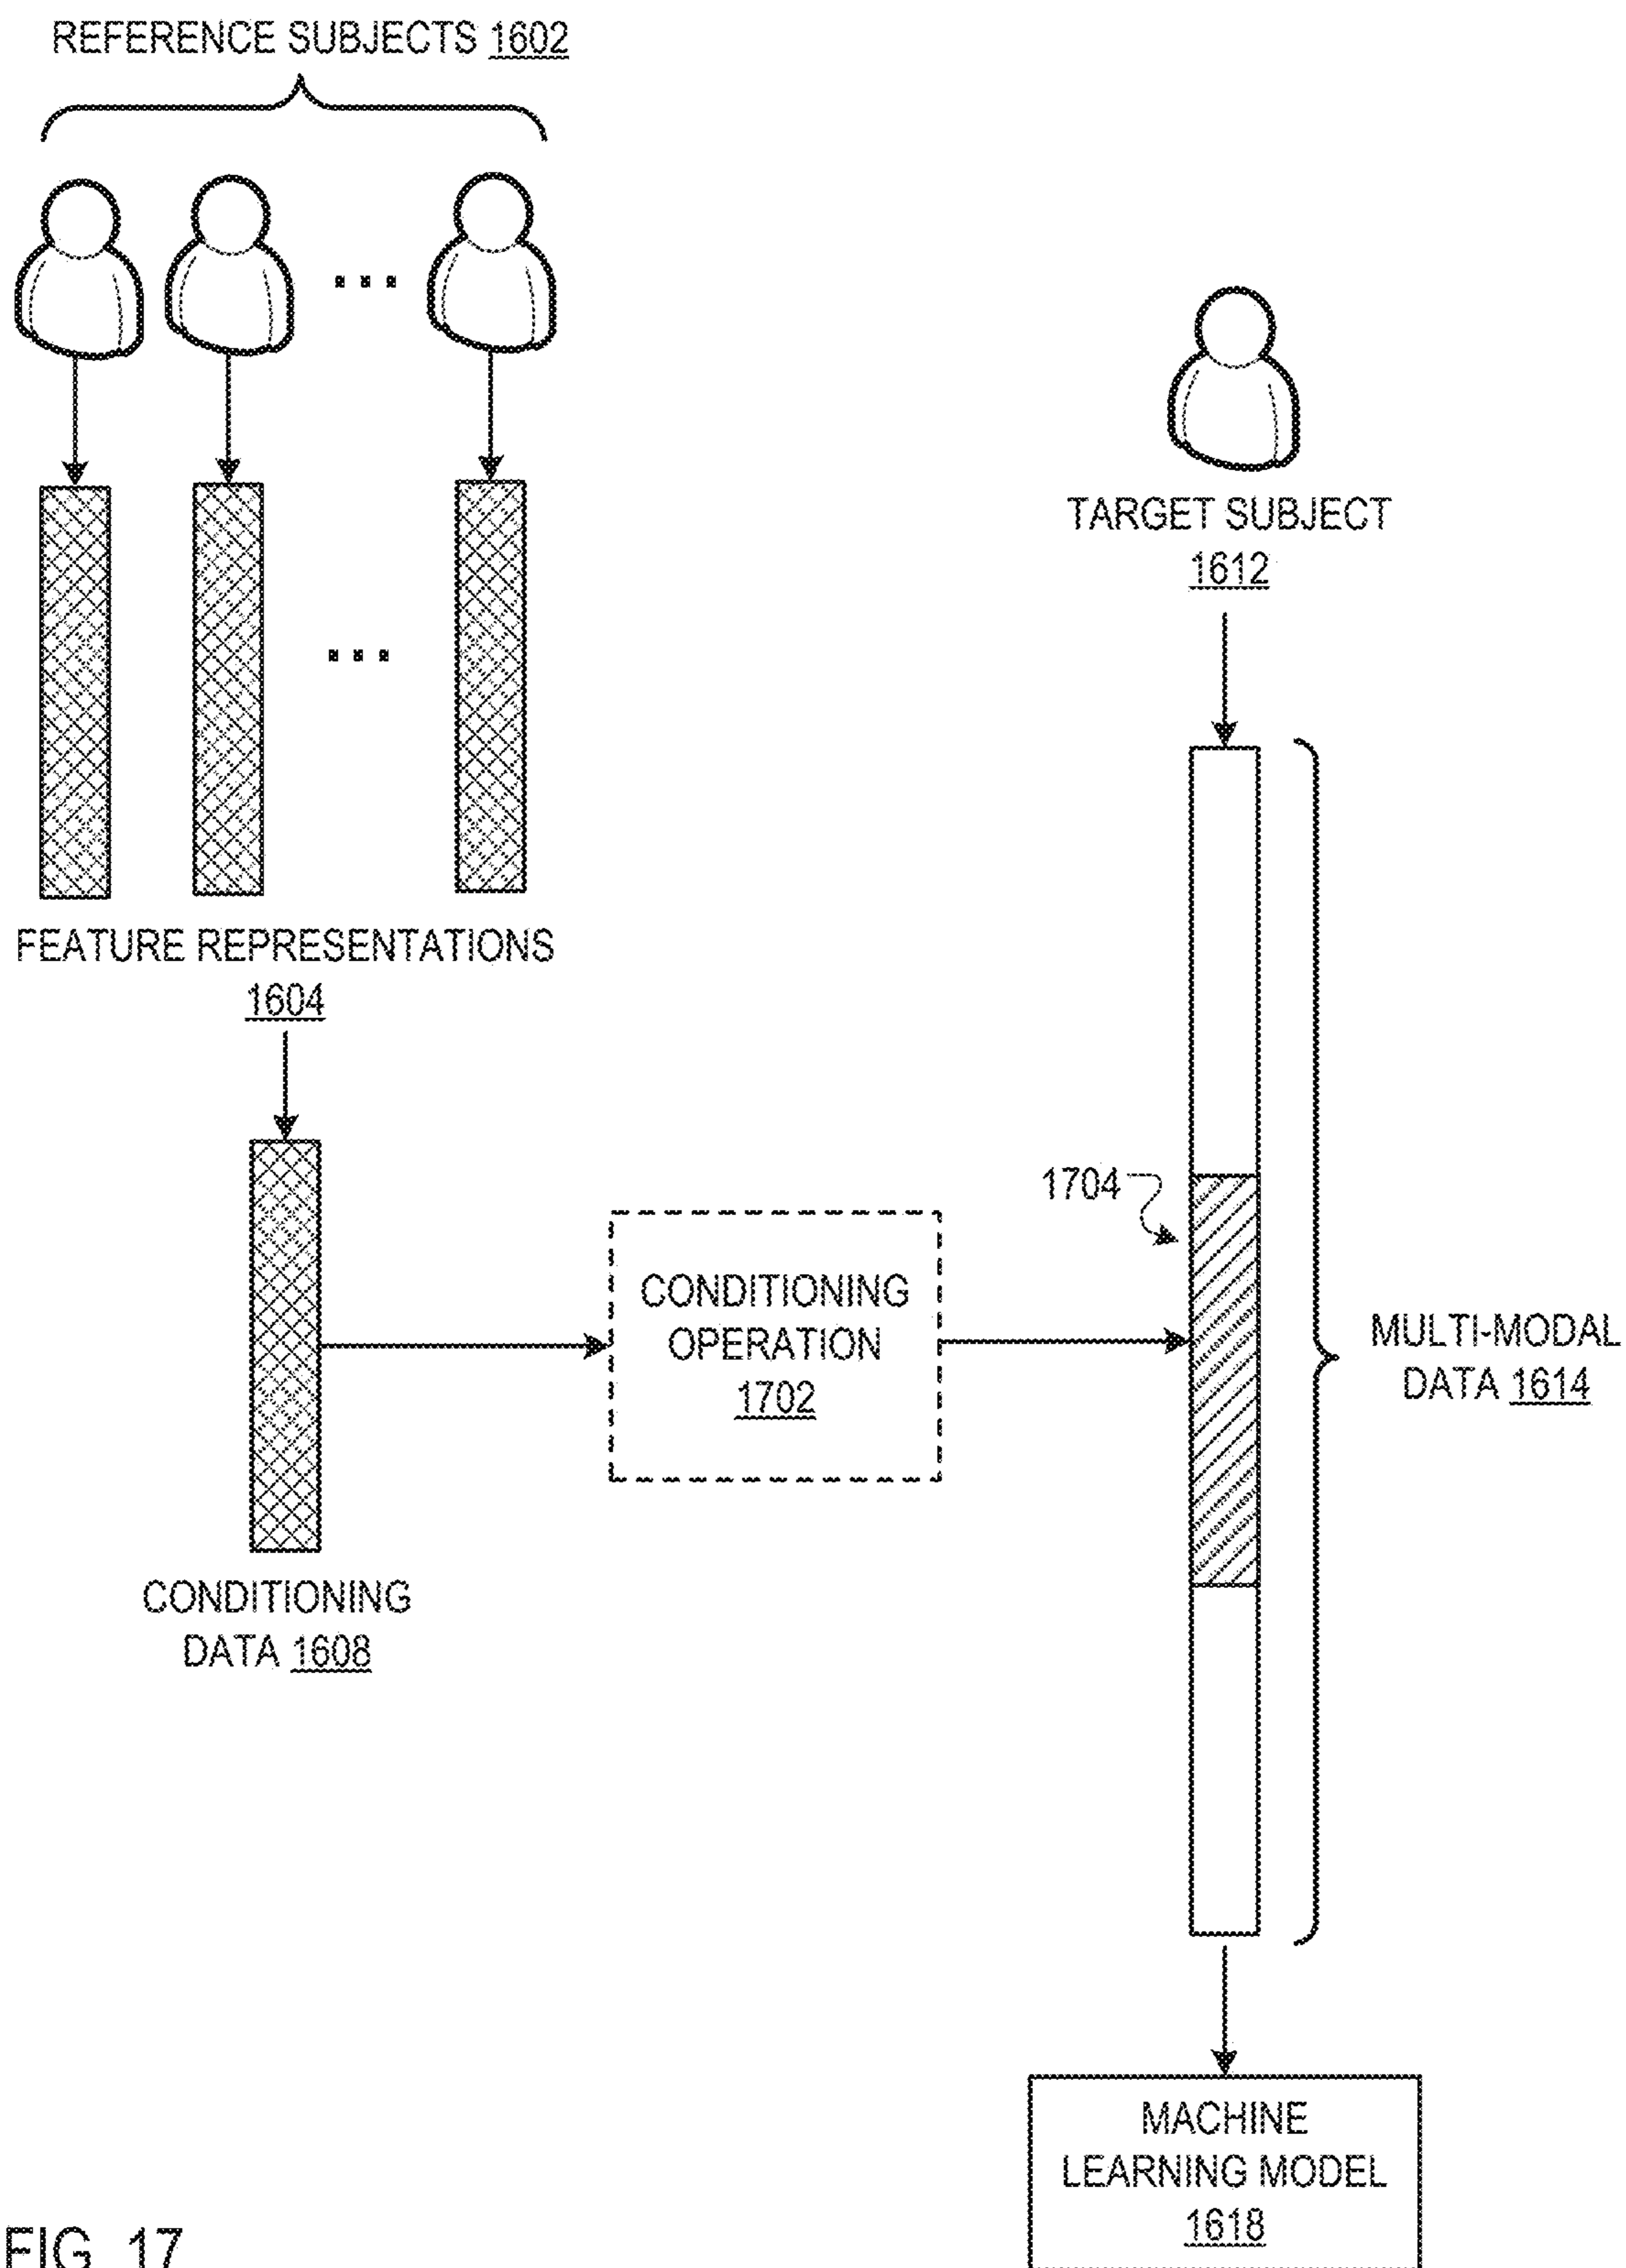 REFERENCE SUBJECTS 1602
TARGET SUBJECT
1612
FEATURE REPRESENTATIONS
1604
1704
CONDITIONING
OPERATION
1702
MULTI-MODAL
DATA 1614
CONDITIONING
DATA 1608
MACHINE
LEARNING MODEL
1618
FIG. 17